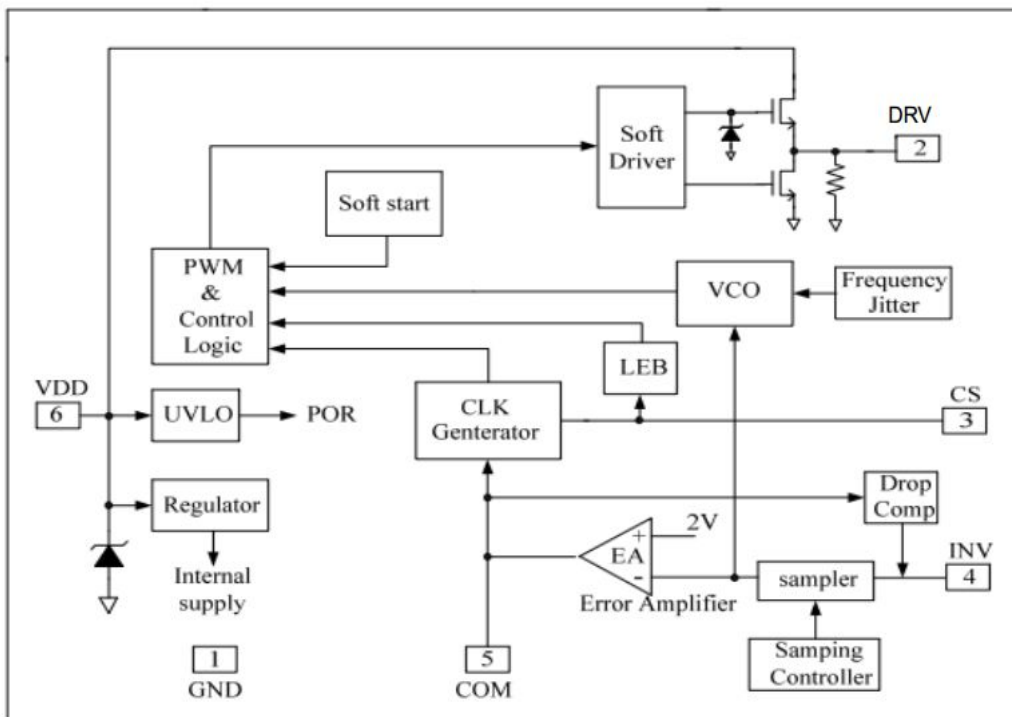 DRV
2
Soft
Driver
Soft start
PWM
&
Control
Logic
VCO
Frequency
Jitter
LEB
VDD
6
UVLO
POR
CLK
Genterator
CS
3
Regulator
Internal
supply
Drop
Comp
2V
+
EA
-
Error Amplifier
INV
4
sampler
Samping
Controller
1
GND
5
COM